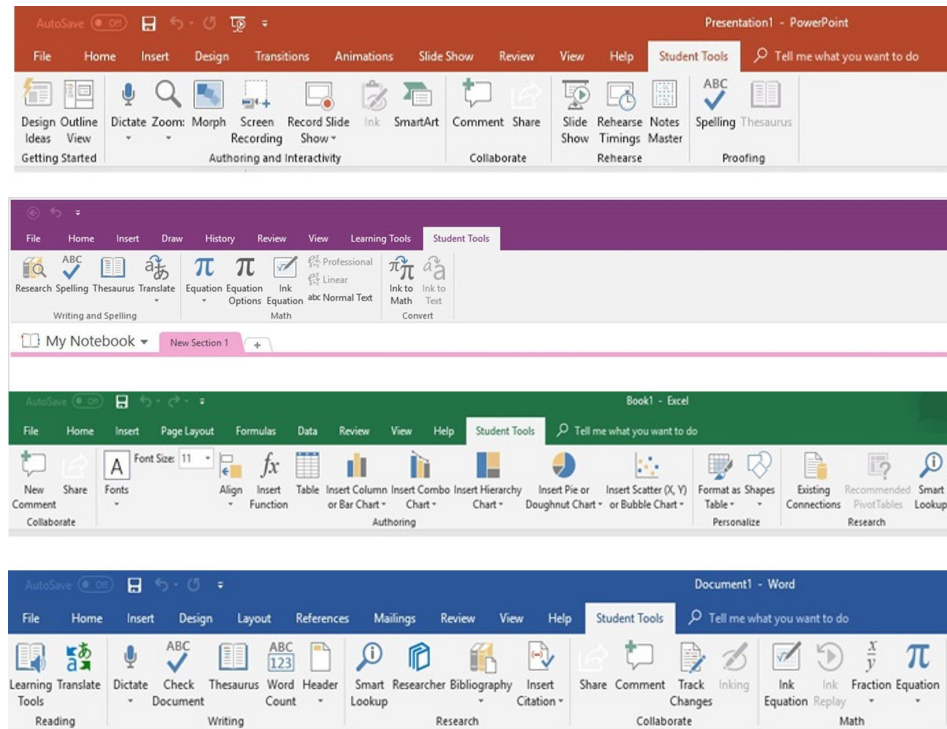 AutoSave Off Presentation1 - PowerPoint
File Home Insert Design Transitions Animations Slide Show Review View Help Student Tools Tell me what you want to do
Design Outline Dictate Zoom: Morph Screen Record Slide Ink SmartArt Comment Share Slide Rehearse Notes ABC Spelling Thesaurus
Ideas View Recording Show Show Timings Master
Getting Started Authoring and Interactivity Collaborate Rehearse Proofing
File Home Insert Draw History Review View Learning Tools Student Tools
ABC Professional
Research Spelling Thesaurus Translate Equation Equation Ink Linear Ink to Ink to
Options Equation abc Normal Text Math Text
Writing and Spelling Math Convert
My Notebook New Section 1 +
AutoSave Off Book1 - Excel
File Home Insert Page Layout Formulas Data Review View Help Student Tools Tell me what you want to do
A Font Size: 11 fx
New Share Fonts Align Insert Table Insert Column Insert Combo Insert Hierarchy Insert Pie or Insert Scatter (X, Y) Format as Shapes Existing Recommended Smart
Comment Function or Bar Chart Chart Chart Doughnut Chart or Bubble Chart Table Connections PivotTables Lookup
Collaborate Authoring Personalize Research
AutoSave Off Document1 - Word
File Home Insert Design Layout References Mailings Review View Help Student Tools Tell me what you want to do
ABC ABC 123 x y π
Learning Translate Dictate Check Thesaurus Word Header Smart Researcher Bibliography Insert Share Comment Track Inking Ink Ink Fraction Equation
Tools Document Count Lookup Citation Changes Equation Replay
Reading Writing Research Collaborate Math